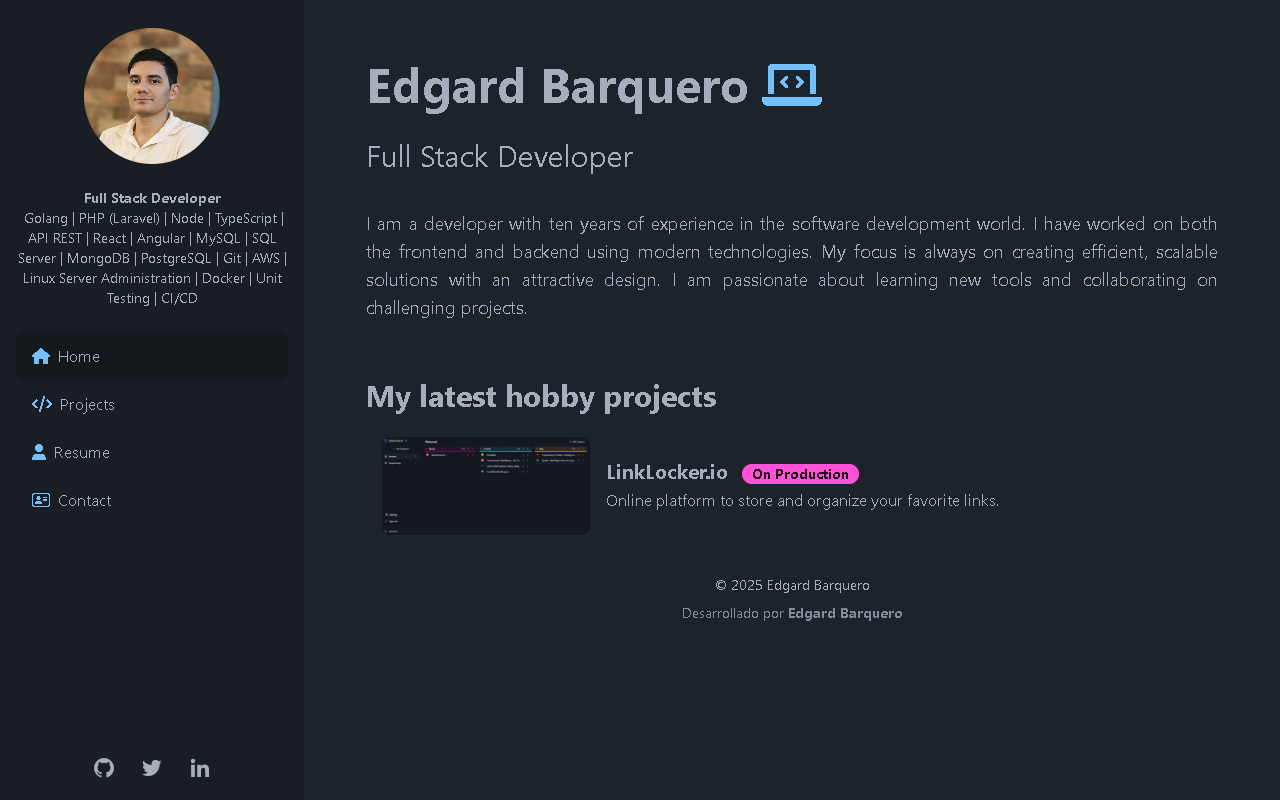 Full Stack Developer
Golang | PHP (Laravel) | Node | TypeScript |
API REST | React | Angular | MySQL | SQL
Server | MongoDB | PostgreSQL | Git | AWS |
Linux Server Administration | Docker | Unit
Testing | CI/CD
Home
Projects
Resume
Contact
Edgard Barquero
Full Stack Developer
I am a developer with ten years of experience in the software development world. I have worked on both
the frontend and backend using modern technologies. My focus is always on creating efficient, scalable
solutions with an attractive design. I am passionate about learning new tools and collaborating on
challenging projects.
My latest hobby projects
LinkLocker.io On Production
Online platform to store and organize your favorite links.
© 2025 Edgard Barquero
Desarrollado por Edgard Barquero